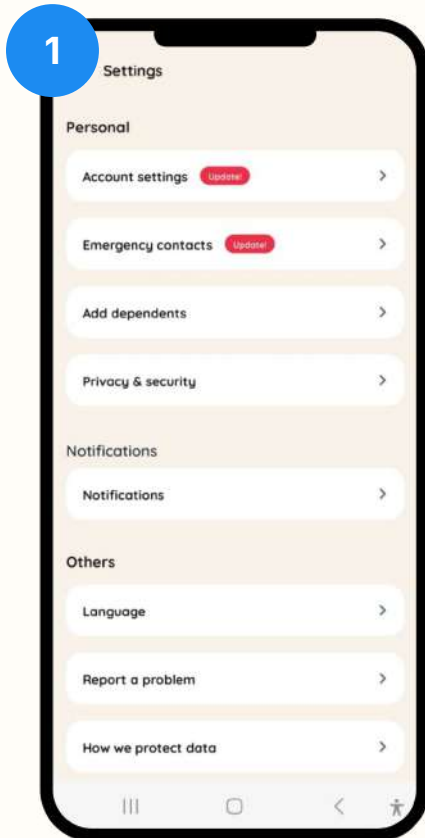 1
Settings
Personal
Account settings Update!
Emergency contacts Update!
Add dependents
Privacy & security
Notifications
Notifications
Others
Language
Report a problem
How we protect data